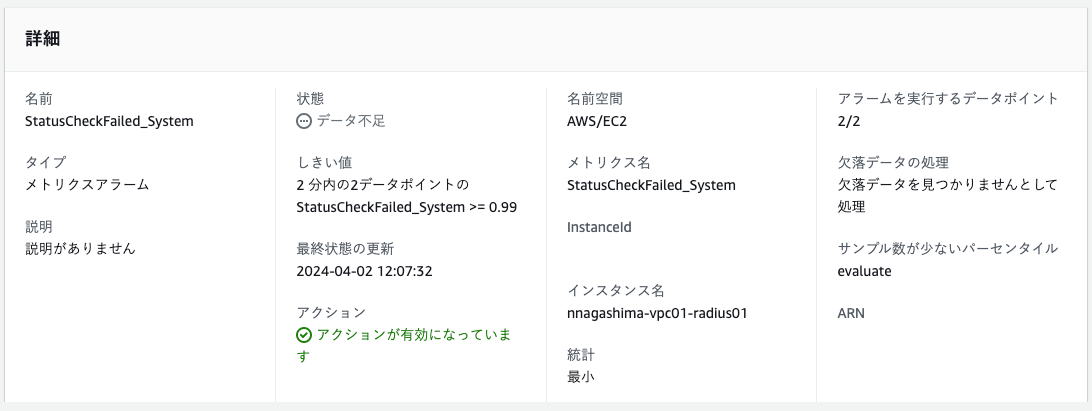 詳細
名前
StatusCheckFailed_System
タイプ
メトリクスアラーム
説明
説明がありません
状態
データ不足
しきい値
2 分内の2データポイントの
StatusCheckFailed_System >= 0.99
最終状態の更新
2024-04-02 12:07:32
アクション
アクションが有効になっていま
す
名前空間
AWS/EC2
メトリクス名
StatusCheckFailed_System
InstanceId
インスタンス名
nnagashima-vpc01-radius01
統計
最小
アラームを実行するデータポイント
2/2
欠落データの処理
欠落データを見つかりませんとして
処理
サンプル数が少ないパーセンタイル
evaluate
ARN